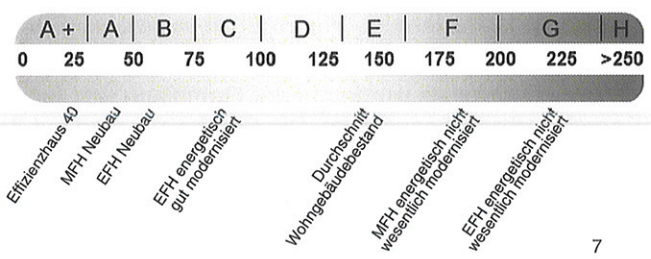 A+ | A | B | C | D | E | F | G | H
0 25 50 75 100 125 150 175 200 225 >250
Effizienzhaus 40
MFH Neubau
EFH Neubau
EFH energetisch
gut modernisiert
Durchschnitt
Wohngebäudebestand
MFH energetisch nicht
wesentlich modernisiert
EFH energetisch nicht
wesentlich modernisiert
7